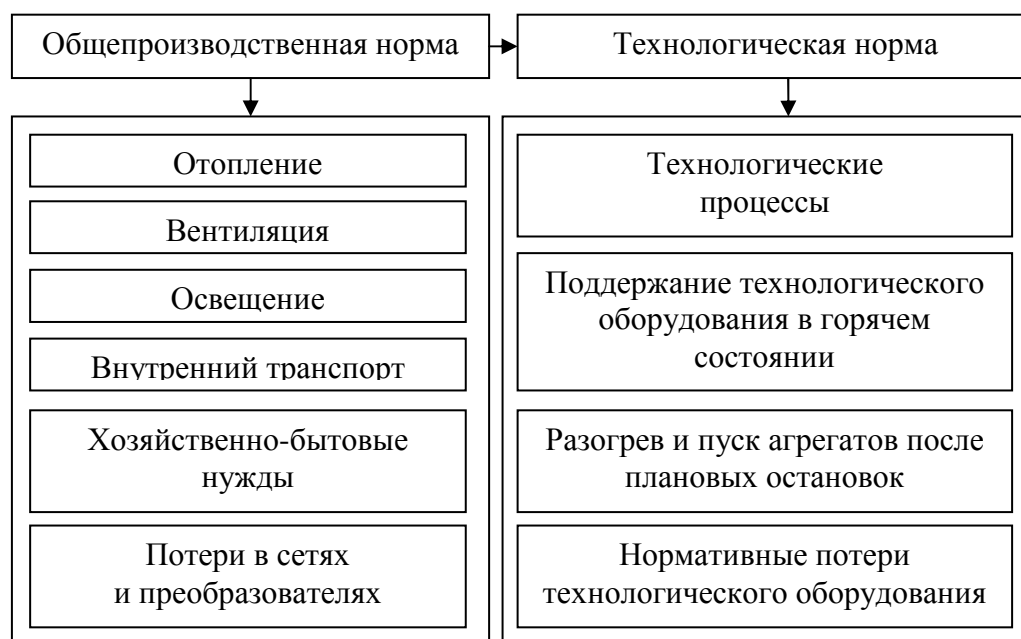 Общепроизводственная норма
Технологическая норма
Отопление
Вентиляция
Освещение
Внутренний транспорт
Хозяйственно-бытовые
нужды
Потери в сетях
и преобразователях
Технологические
процессы
Поддержание технологического
оборудования в горячем
состоянии
Разогрев и пуск агрегатов после
плановых остановок
Нормативные потери
технологического оборудования